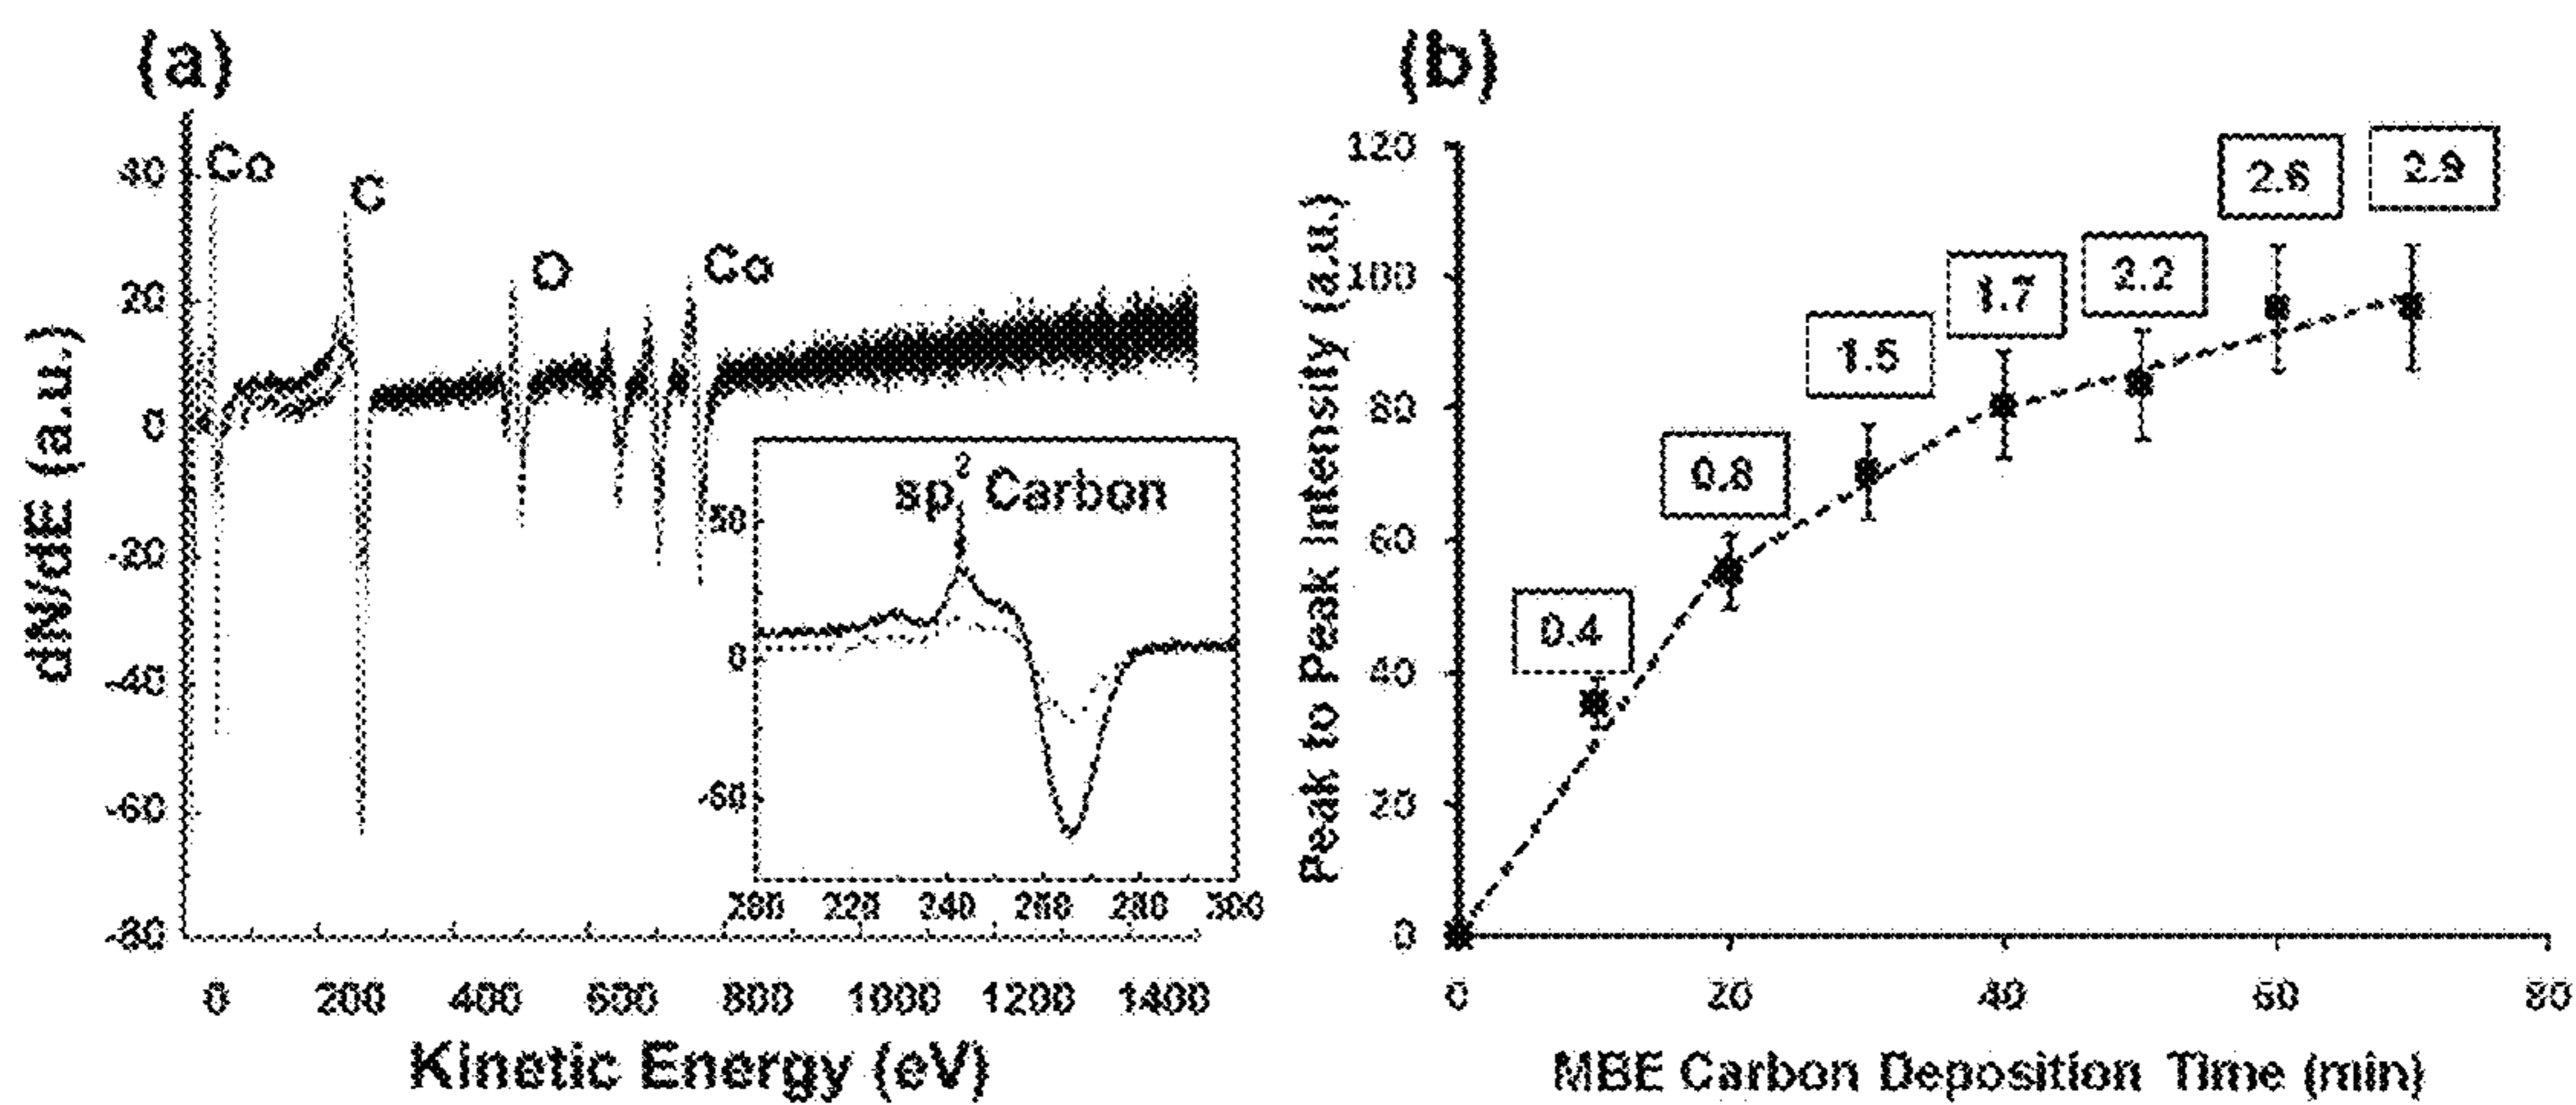 (a)
Co
C
O
Co
40
20
0
-20
-40
-60
-80
dN/dE (a.u.)
0 200 400 600 800 1000 1200 1400
Kinetic Energy (eV)
sp² Carbon
0
220 240 280 300
(b)
120
100
80
60
40
20
0
Peak to Peak Intensity (a.u.)
0.4
0.8
1.5
1.7
2.2
2.6
2.9
0 20 40 60 80
MBE Carbon Deposition Time (min)